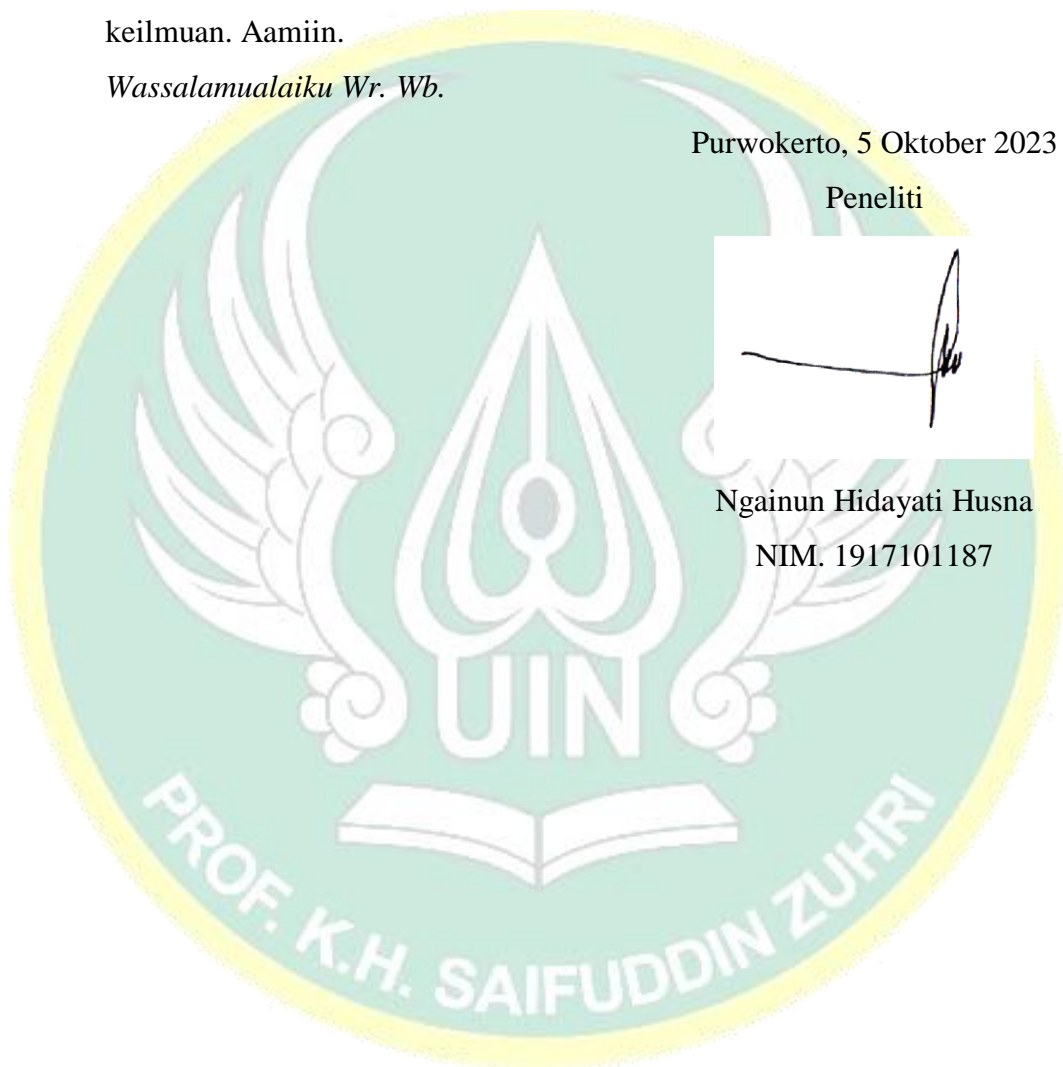 keilmuan. Aamiin.
Wassalamualaiku Wr. Wb.
Purwokerto, 5 Oktober 2023
Peneliti
Ngainun Hidayati Husna
NIM. 1917101187
UIN
PROF. K.H. SAIFUDDIN ZUHRI